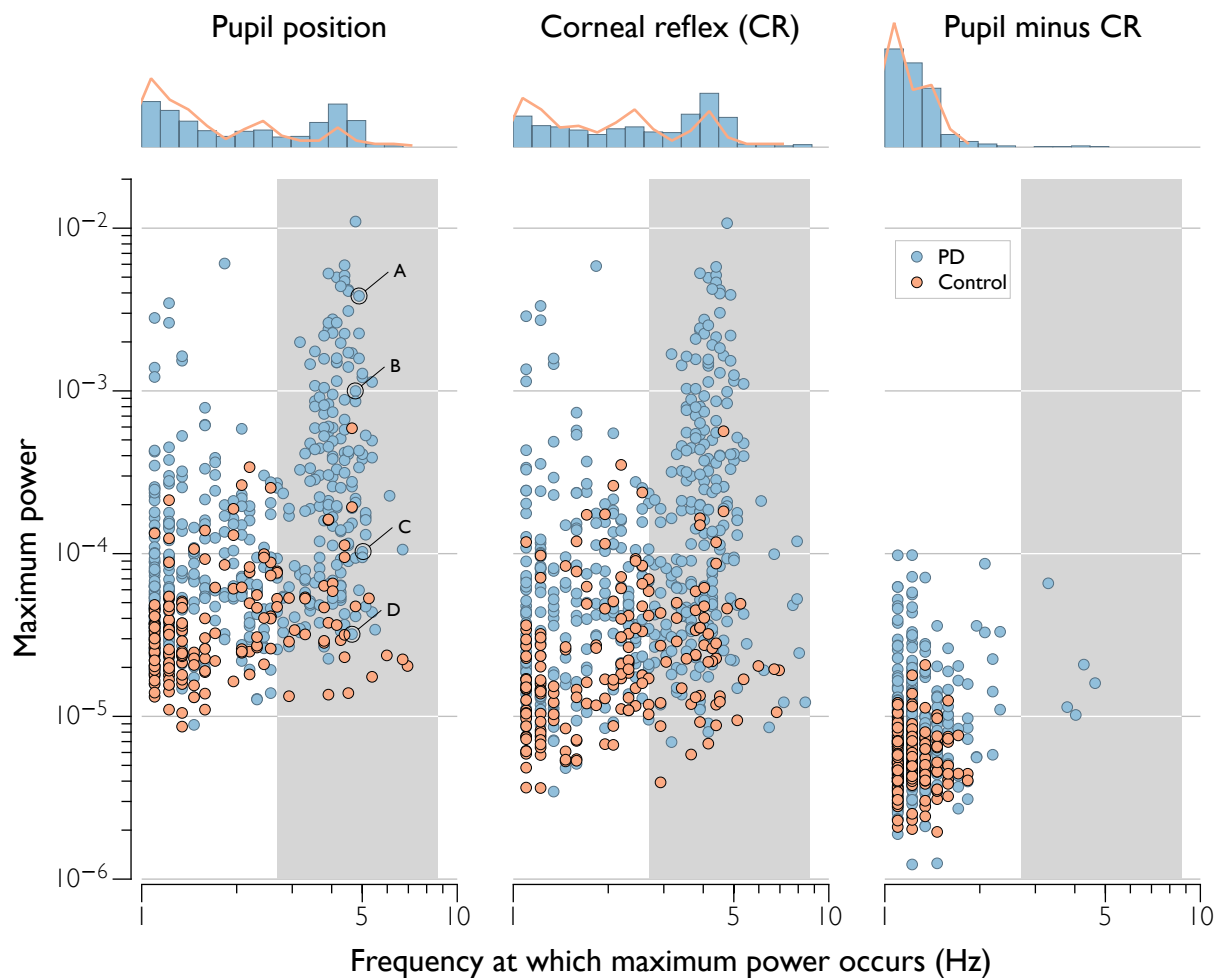 Pupil position
Corneal reflex (CR)
Pupil minus CR
10⁻²
10⁻³
10⁻⁴
10⁻⁵
10⁻⁶
Maximum power
A
B
C
D
PD
Control
1 5 10
1 5 10
1 5 10
Frequency at which maximum power occurs (Hz)